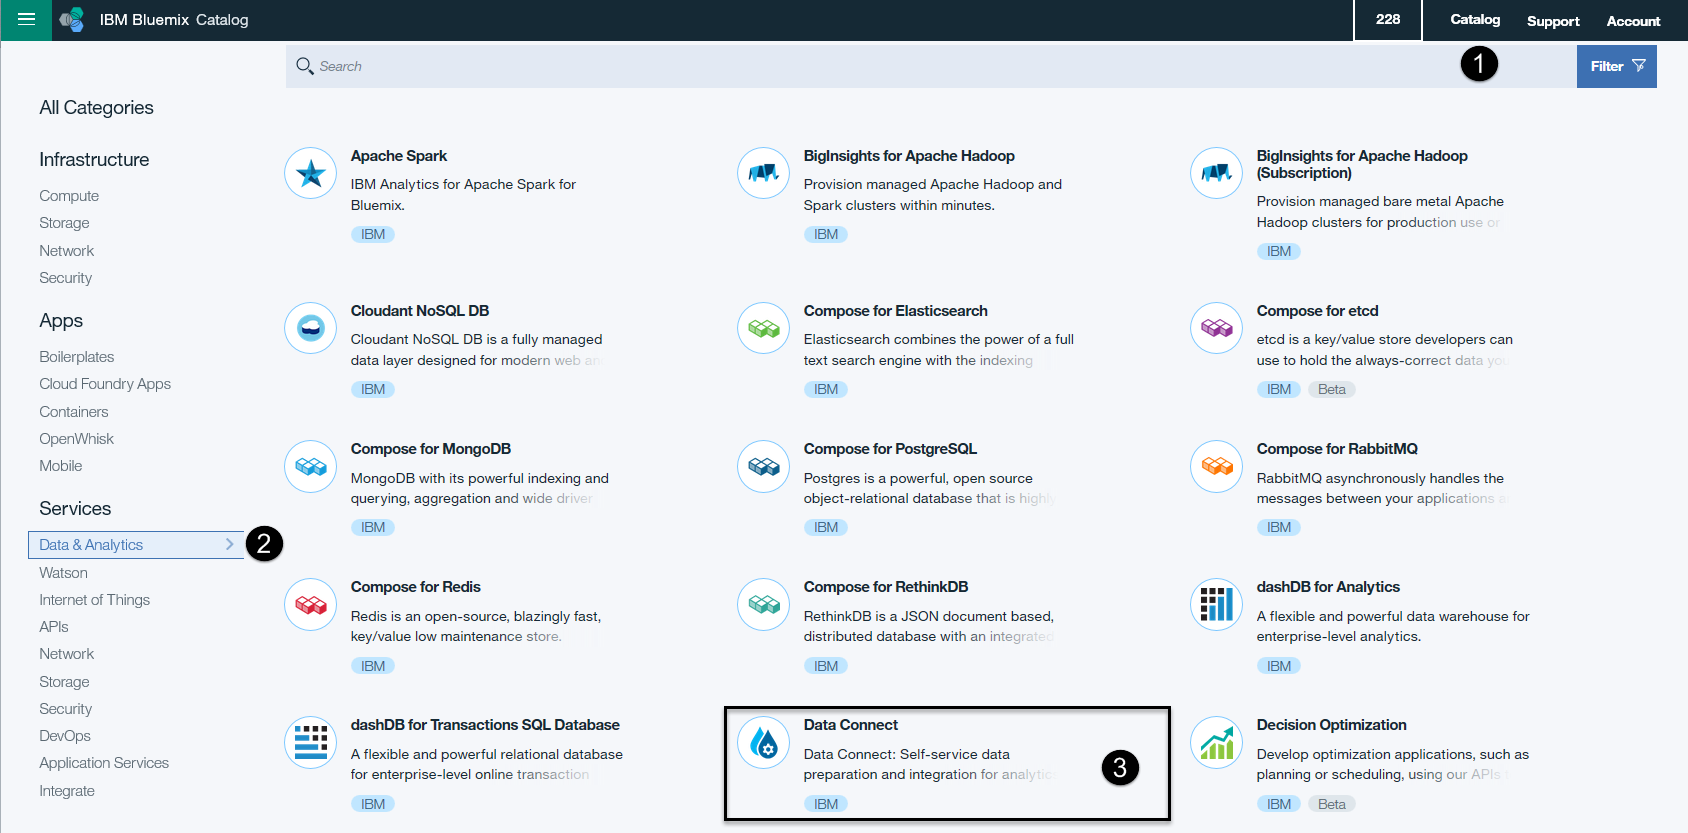 IBM Bluemix Catalog
228
Catalog
Support
Account
Search
1
Filter
All Categories
Infrastructure
Compute
Storage
Network
Security
Apps
Boilerplates
Cloud Foundry Apps
Containers
OpenWhisk
Mobile
Services
Data & Analytics
2
Watson
Internet of Things
APIs
Network
Storage
Security
DevOps
Application Services
Integrate
Apache Spark
IBM Analytics for Apache Spark for
Bluemix.
IBM
BigInsights for Apache Hadoop
Provision managed Apache Hadoop and
Spark clusters within minutes.
IBM
BigInsights for Apache Hadoop
(Subscription)
Provision managed bare metal Apache
Hadoop clusters for production use or
IBM
Cloudant NoSQL DB
Cloudant NoSQL DB is a fully managed
data layer designed for modern web an
IBM
Compose for Elasticsearch
Elasticsearch combines the power of a full
text search engine with the indexing
IBM
Compose for etcd
etcd is a key/value store developers can
use to hold the always-correct data you
IBM
Beta
Compose for MongoDB
MongoDB with its powerful indexing and
querying, aggregation and wide driver
IBM
Compose for PostgreSQL
Postgres is a powerful, open source
object-relational database that is highly
IBM
Compose for RabbitMQ
RabbitMQ asynchronously handles the
messages between your applications a
IBM
Compose for Redis
Redis is an open-source, blazingly fast,
key/value low maintenance store.
IBM
Compose for RethinkDB
RethinkDB is a JSON document based,
distributed database with an integrated
IBM
dashDB for Analytics
A flexible and powerful data warehouse for
enterprise-level analytics.
IBM
dashDB for Transactions SQL Database
A flexible and powerful relational database
for enterprise-level online transaction
IBM
Data Connect
Data Connect: Self-service data
preparation and integration for analytic
IBM
3
Decision Optimization
Develop optimization applications, such as
planning or scheduling, using our APIs
IBM
Beta